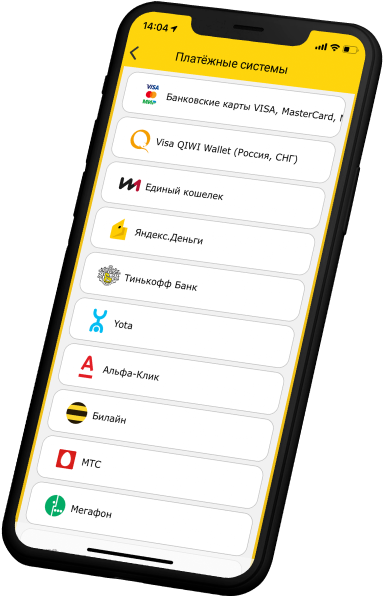 14:04
Платёжные системы
VISA
МИР
Банковские карты VISA, MasterCard,
Visa QIWI Wallet (Россия, СНГ)
Единый кошелек
Яндекс.Деньги
Тинькофф Банк
Yota
А
Альфа-Клик
Билайн
МТС
Мегафон